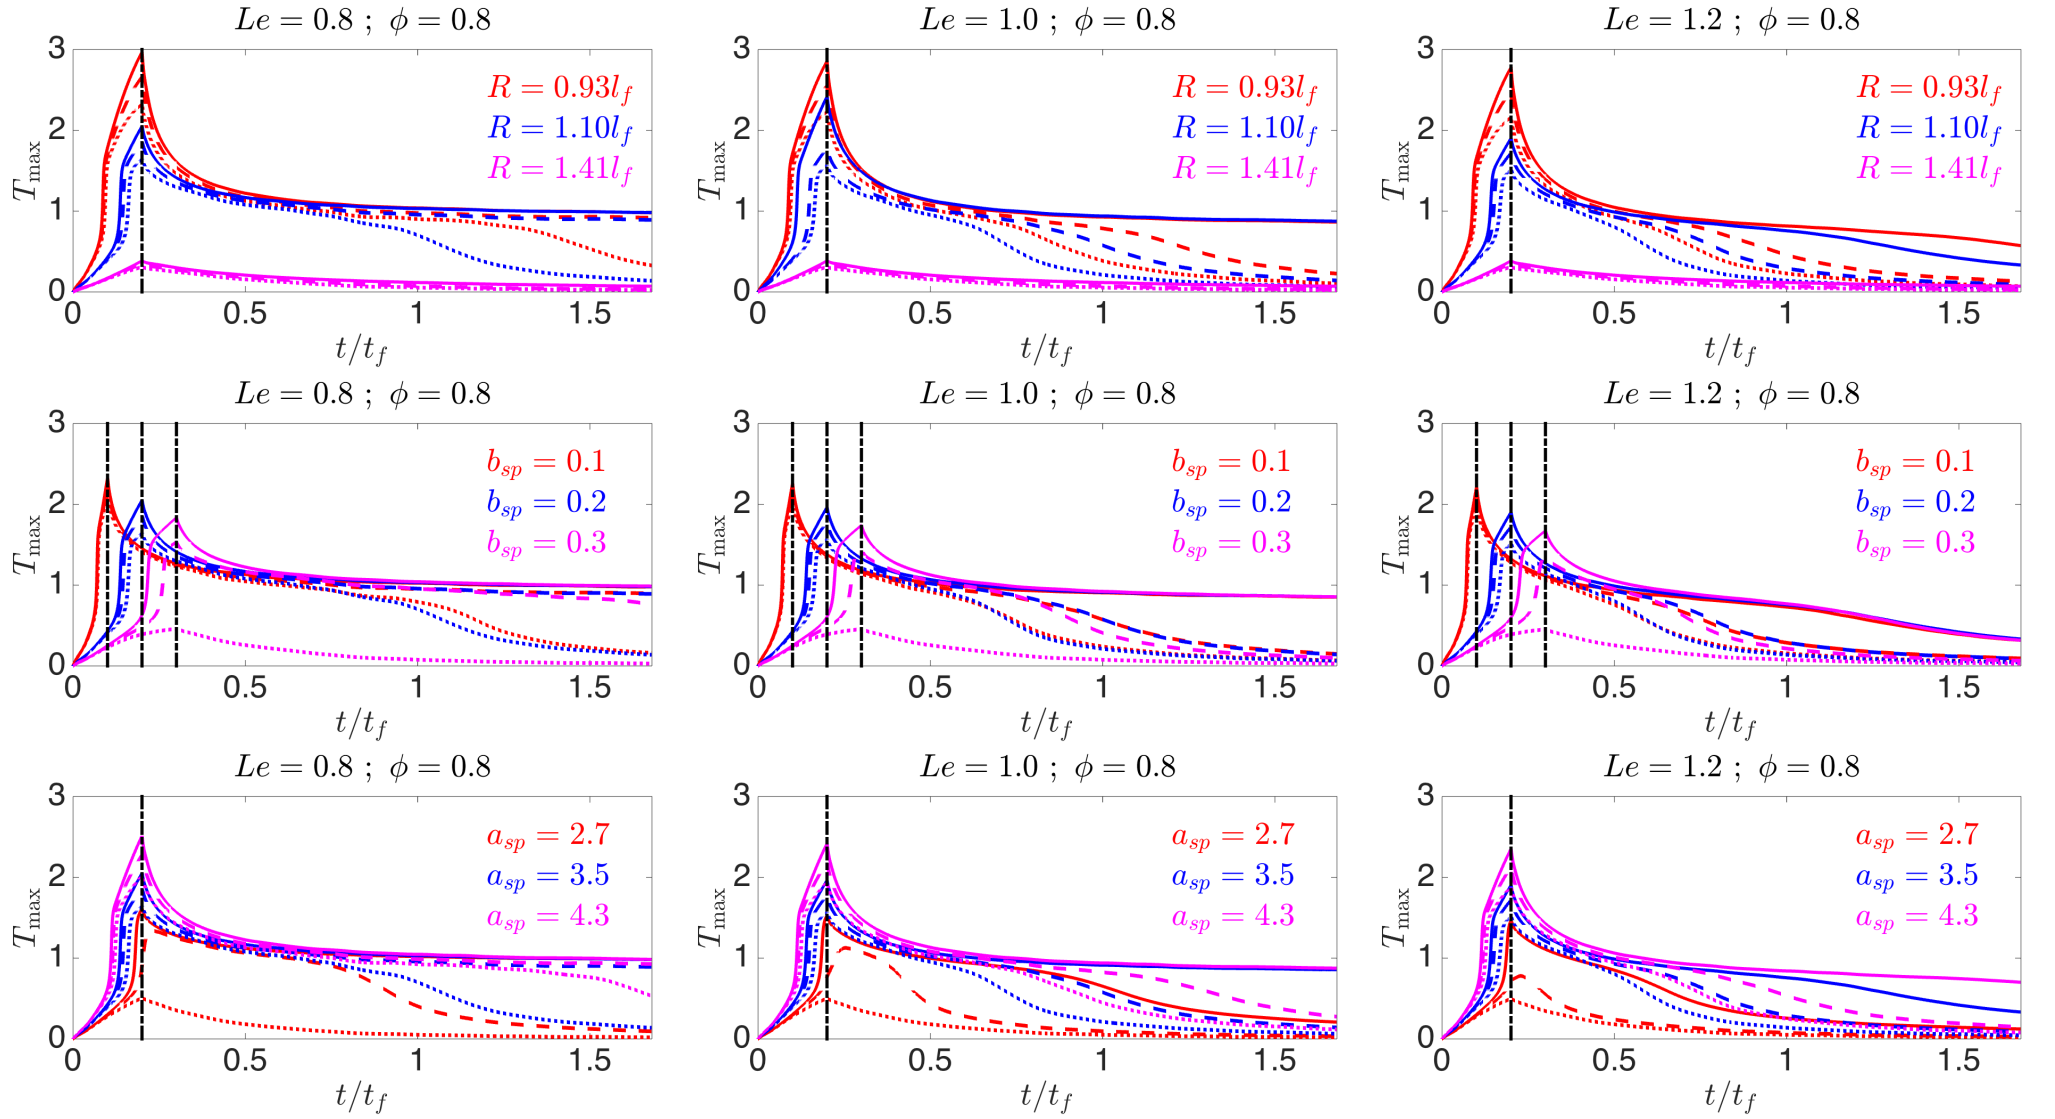 Le = 0.8 ; ϕ = 0.8
3
2
1
0
T_max
R = 0.93l_f
R = 1.10l_f
R = 1.41l_f
0 0.5 1 1.5
t/t_f
Le = 1.0 ; ϕ = 0.8
3
2
1
0
T_max
R = 0.93l_f
R = 1.10l_f
R = 1.41l_f
0 0.5 1 1.5
t/t_f
Le = 1.2 ; ϕ = 0.8
3
2
1
0
T_max
R = 0.93l_f
R = 1.10l_f
R = 1.41l_f
0 0.5 1 1.5
t/t_f
Le = 0.8 ; ϕ = 0.8
3
2
1
0
T_max
b_sp = 0.1
b_sp = 0.2
b_sp = 0.3
0 0.5 1 1.5
t/t_f
Le = 1.0 ; ϕ = 0.8
3
2
1
0
T_max
b_sp = 0.1
b_sp = 0.2
b_sp = 0.3
0 0.5 1 1.5
t/t_f
Le = 1.2 ; ϕ = 0.8
3
2
1
0
T_max
b_sp = 0.1
b_sp = 0.2
b_sp = 0.3
0 0.5 1 1.5
t/t_f
Le = 0.8 ; ϕ = 0.8
3
2
1
0
T_max
a_sp = 2.7
a_sp = 3.5
a_sp = 4.3
0 0.5 1 1.5
t/t_f
Le = 1.0 ; ϕ = 0.8
3
2
1
0
T_max
a_sp = 2.7
a_sp = 3.5
a_sp = 4.3
0 0.5 1 1.5
t/t_f
Le = 1.2 ; ϕ = 0.8
3
2
1
0
T_max
a_sp = 2.7
a_sp = 3.5
a_sp = 4.3
0 0.5 1 1.5
t/t_f